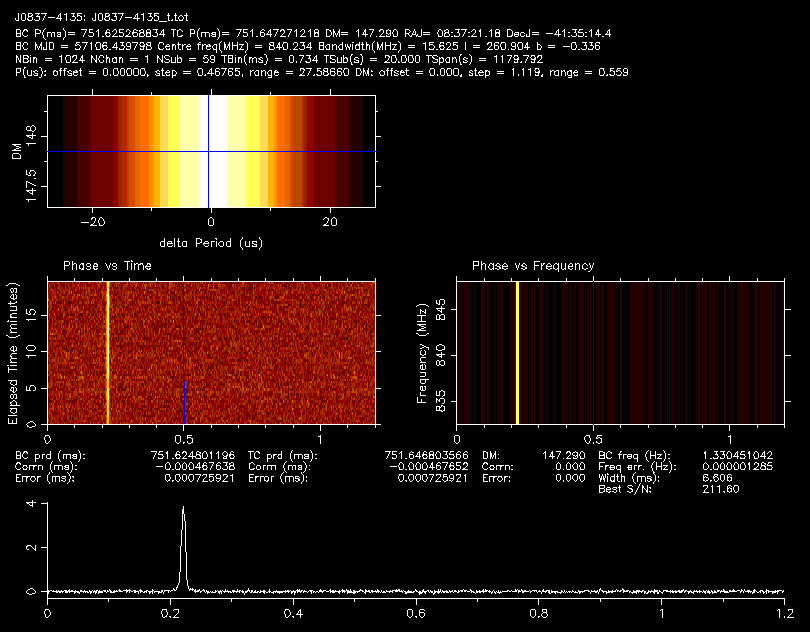 J0837-4135: J0837-4135_t.tot
BC P(ms)= 751.625268834 TC P(ms)= 751.647271218 DM= 147.290 RAJ= 08:37:21.18 DecJ= -41:35:14.4
BC MJD = 57106.439798 Centre freq(MHz) = 840.234 Bandwidth(MHz) = 15.625 l = 260.904 b = -0.336
NBin = 1024 NChan = 1 NSub = 59 TBin(ms) = 0.734 TSub(s) = 20.000 TSpan(s) = 1179.792
P(us): offset = 0.00000, step = 0.46765, range = 27.58660 DM: offset = 0.000, step = 1.119, range = 0.559
DM
148
147.5
-20 0 20
delta Period (us)
Phase vs Time
Elapsed Time (minutes)
15
10
5
0
0 0.5 1
Phase vs Frequency
Frequency (MHz)
845
840
835
0 0.5 1
BC prd (ms): 751.624801196 TC prd (ms): 751.646803566 DM: 147.290 BC freq (Hz): 1.330451042
Corrn (ms): -0.000467638 Corrn (ms): -0.000467652 Corrn: 0.000 Freq err. (Hz): 0.000001285
Error (ms): 0.000725921 Error (ms): 0.000725921 Error: 0.000 Width (ms): 6.606
Best S/N: 211.60
4
2
0
0 0.2 0.4 0.6 0.8 1 1.2